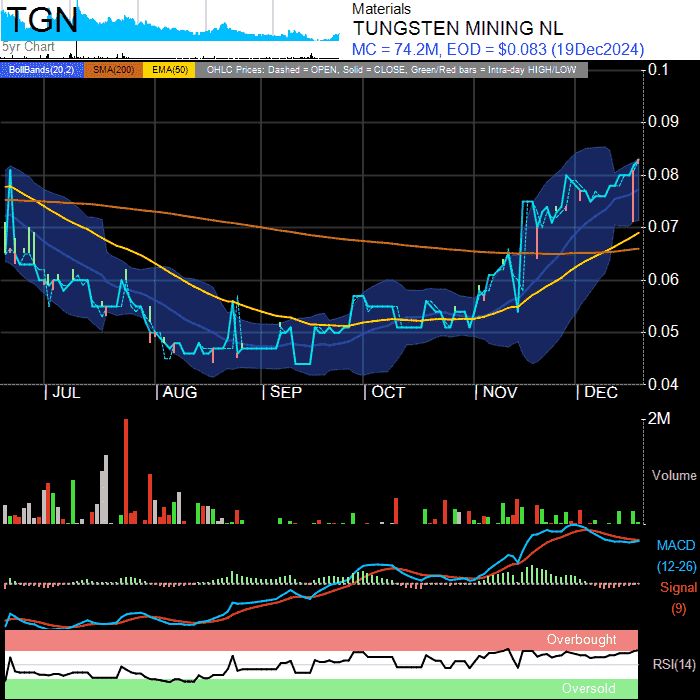 TGN
5yr Chart
Materials
TUNGSTEN MINING NL
MC = 74.2M, EOD = $0.083 (19Dec2024)
BollBands(20,2) SMA(200) EMA(50) OHLC Prices: Dashed = OPEN, Solid = CLOSE, Green/Red bars = Intra-day HIGH/LOW
0.1
0.09
0.08
0.07
0.06
0.05
0.04
| JUL | AUG | SEP | OCT | NOV | DEC
2M
Volume
MACD
(12-26)
Signal
(9)
Overbought
RSI(14)
Oversold